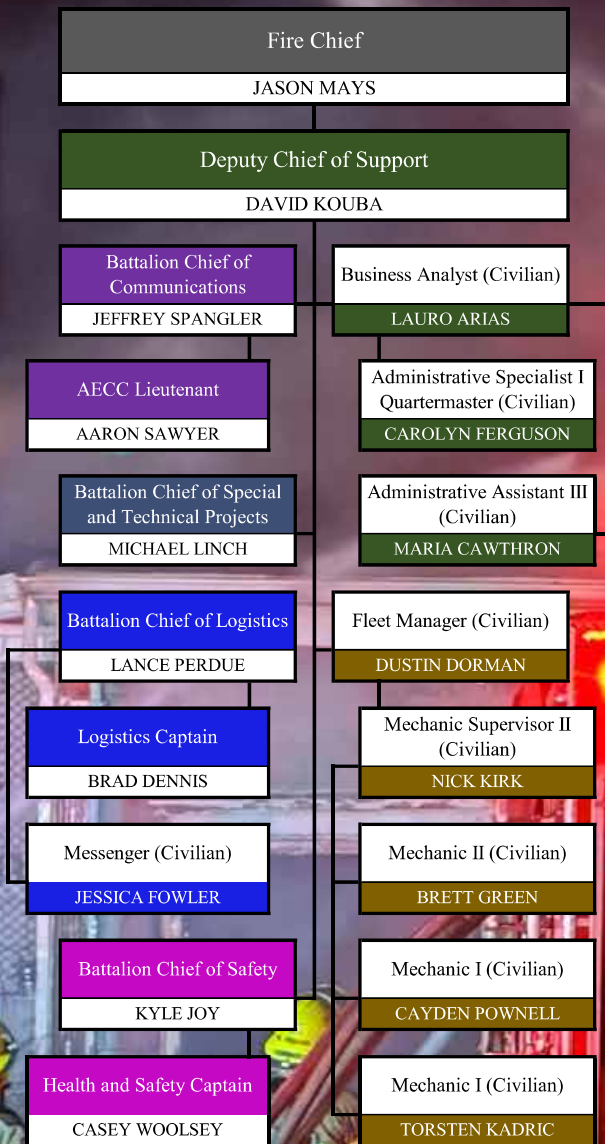 Fire Chief
JASON MAYS
Deputy Chief of Support
DAVID KOUBA
Battalion Chief of
Communications
JEFFREY SPANGLER
Business Analyst (Civilian)
LAURO ARIAS
AECC Lieutenant
AARON SAWYER
Administrative Specialist I
Quartermaster (Civilian)
CAROLYN FERGUSON
Battalion Chief of Special
and Technical Projects
MICHAEL LINCH
Administrative Assistant III
(Civilian)
MARIA CAWTHRON
Battalion Chief of Logistics
LANCE PERDUE
Fleet Manager (Civilian)
DUSTIN DORMAN
Logistics Captain
BRAD DENNIS
Mechanic Supervisor II
(Civilian)
NICK KIRK
Messenger (Civilian)
JESSICA FOWLER
Mechanic II (Civilian)
BRETT GREEN
Battalion Chief of Safety
KYLE JOY
Mechanic I (Civilian)
CAYDEN POWNELL
Health and Safety Captain
CASEY WOOLSEY
Mechanic I (Civilian)
TORSTEN KADRIC